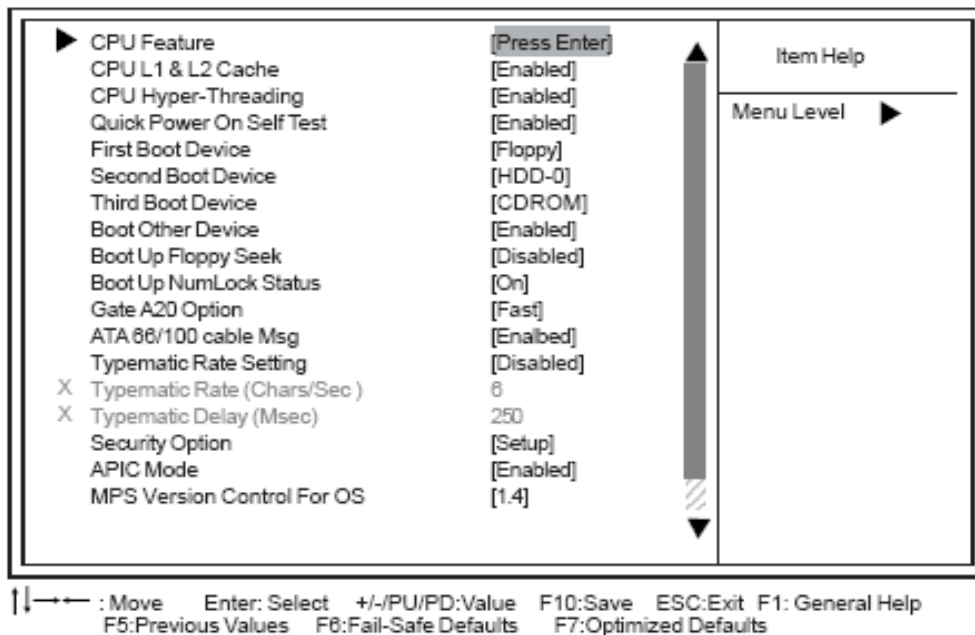 CPU Feature [Press Enter]
CPU L1 & L2 Cache [Enabled]
CPU Hyper-Threading [Enabled]
Quick Power On Self Test [Enabled]
First Boot Device [Floppy]
Second Boot Device [HDD-0]
Third Boot Device [CDROM]
Boot Other Device [Enabled]
Boot Up Floppy Seek [Disabled]
Boot Up NumLock Status [On]
Gate A20 Option [Fast]
ATA 66/100 cable Msg [Enalbed]
Typematic Rate Setting [Disabled]
X Typematic Rate (Chars/Sec ) 6
X Typematic Delay (Msec) 250
Security Option [Setup]
APIC Mode [Enabled]
MPS Version Control For OS [1.4]
Item Help
Menu Level
: Move Enter: Select +/-/PU/PD:Value F10:Save ESC:Exit F1: General Help
F5:Previous Values F6:Fail-Safe Defaults F7:Optimized Defaults